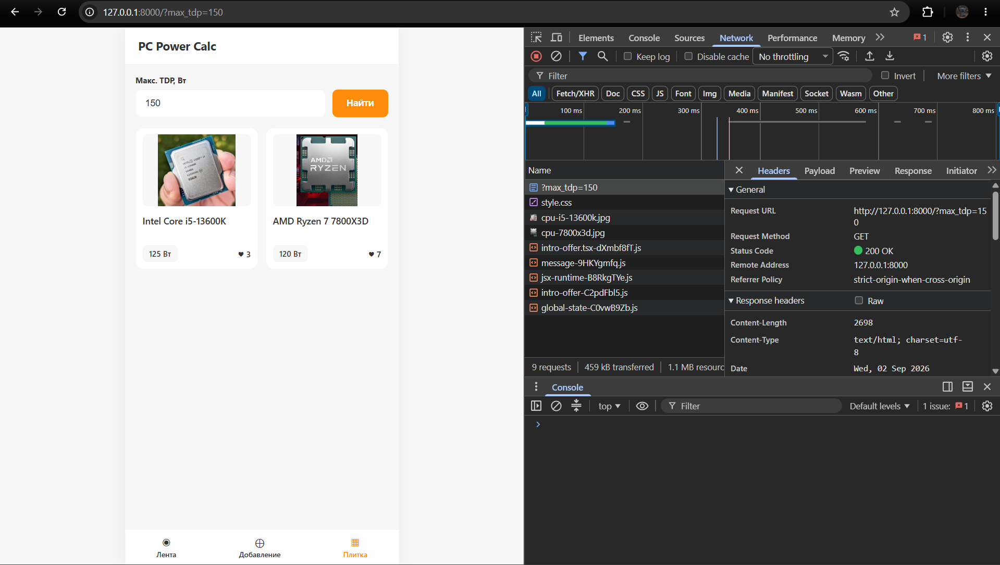 127.0.0.1:8000/?max_tdp=150
PC Power Calc
Макс. TDP, Вт
150
Найти
AMD
RYZEN
Intel Core i5-13600K
AMD Ryzen 7 7800X3D
125 Вт
3
120 Вт
7
Лента
Добавление
Плитка
Elements
Console
Sources
Network
Performance
Memory
1
Keep log
Disable cache
No throttling
Filter
Invert
More filters
All
Fetch/XHR
Doc
CSS
JS
Font
Img
Media
Manifest
Socket
Wasm
Other
100 ms
200 ms
300 ms
400 ms
500 ms
600 ms
700 ms
800 ms
Name
?max_tdp=150
style.css
cpu-i5-13600k.jpg
cpu-7800x3d.jpg
intro-offer.tsx-dXmbf8fT.js
message-9HKYgmfq.js
jsx-runtime-B8RkgTYe.js
intro-offer-C2pdFbl5.js
global-state-C0vwB9Zb.js
9 requests
459 kB transferred
1.1 MB resourc
Headers
Payload
Preview
Response
Initiator
General
Request URL
http://127.0.0.1:8000/?max_tdp=15
0
Request Method
GET
Status Code
200 OK
Remote Address
127.0.0.1:8000
Referrer Policy
strict-origin-when-cross-origin
Response headers
Raw
Content-Length
2698
Content-Type
text/html; charset=utf-
8
Date
Wed, 02 Sep 2026
Console
top
Filter
Default levels
1 issue:
1